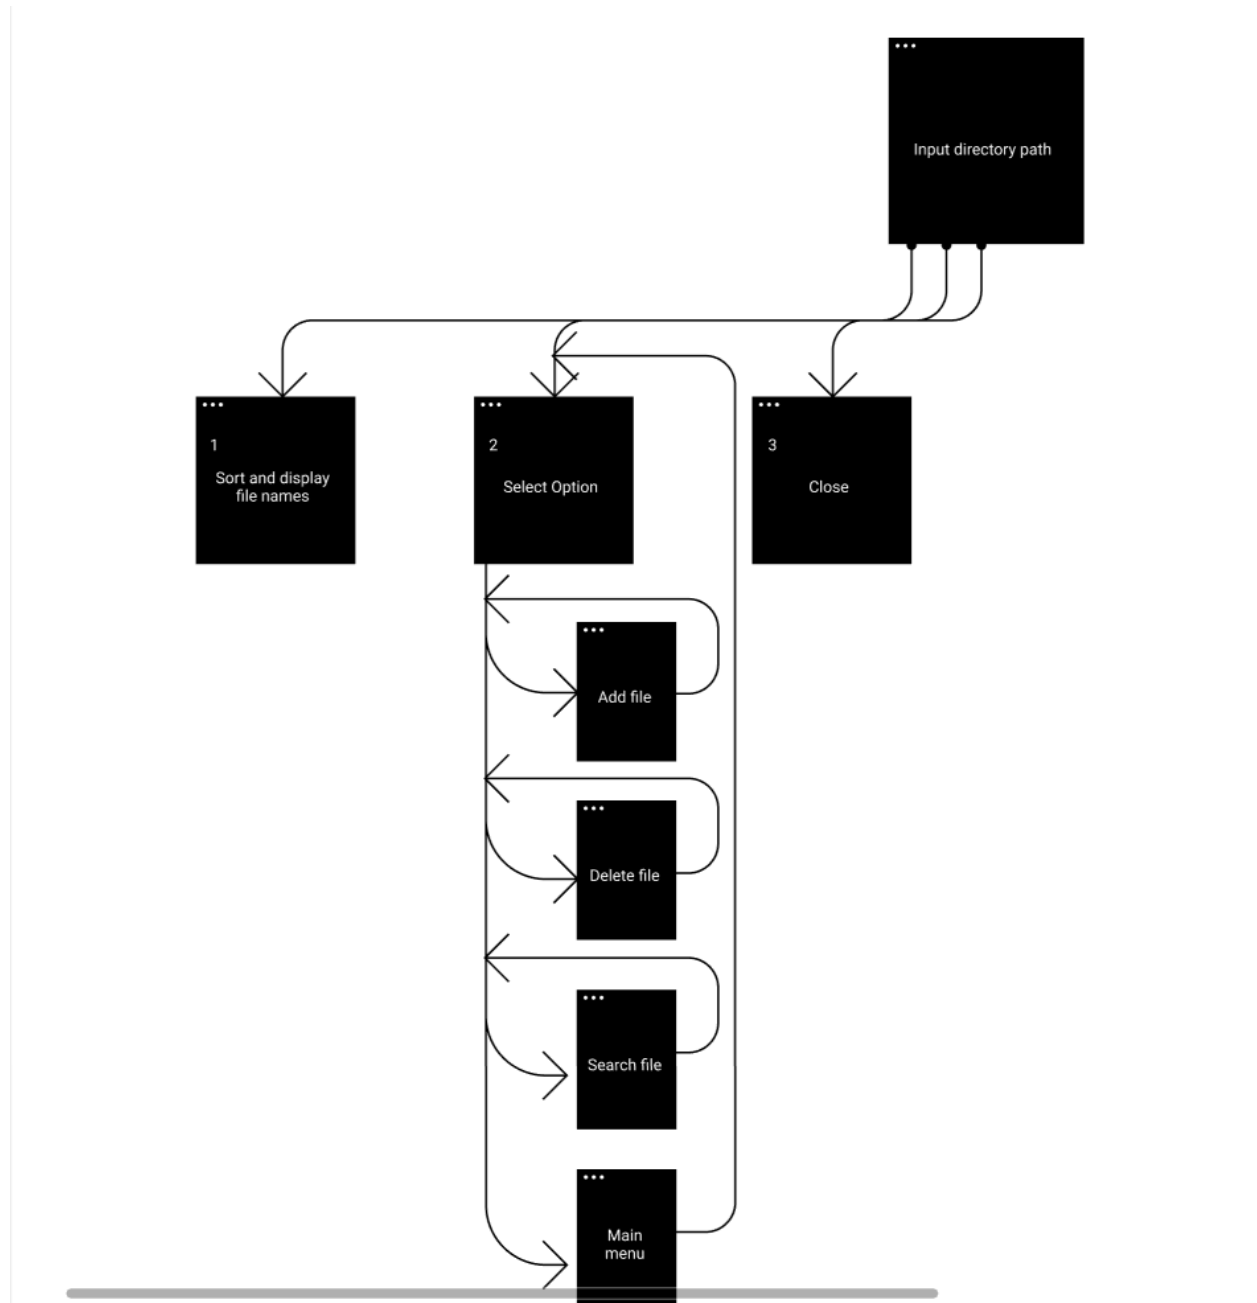 Input directory path
1
Sort and display
file names
2
Select Option
3
Close
Add file
Delete file
Search file
Main
menu